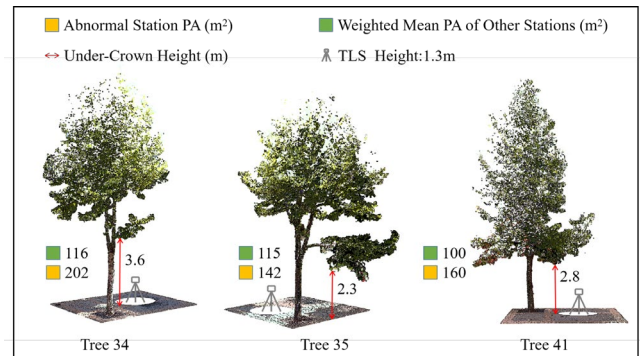 Abnormal Station PA (m²)
Weighted Mean PA of Other Stations (m²)
Under-Crown Height (m)
TLS Height:1.3m
116
202
3.6
115
142
2.3
100
160
2.8
Tree 34
Tree 35
Tree 41